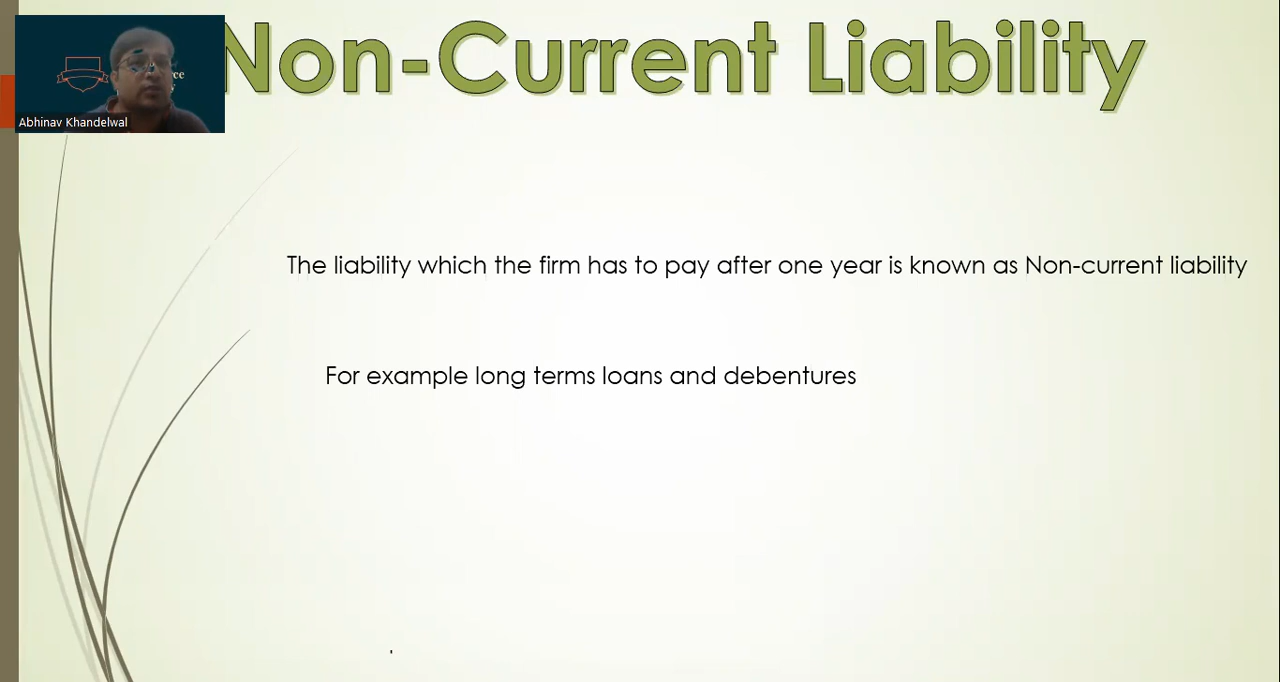 Non-Current Liability
Abhinav Khandelwal
The liability which the firm has to pay after one year is known as Non-current liability
For example long terms loans and debentures